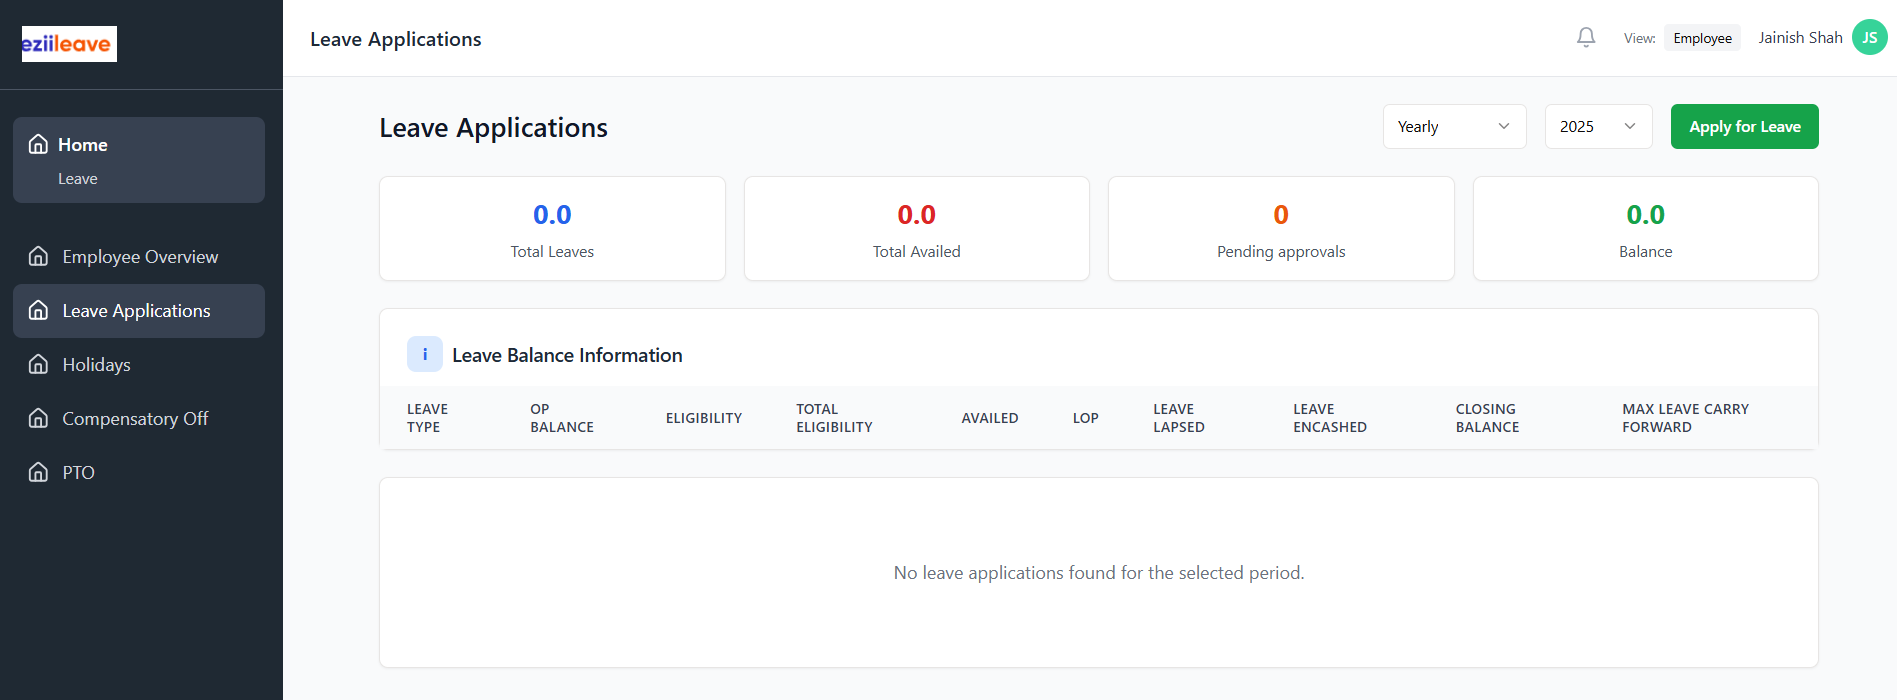 eziileave
Leave Applications
View: Employee Jainish Shah JS
Home
Leave
Employee Overview
Leave Applications
Holidays
Compensatory Off
PTO
Leave Applications
Yearly
2025
Apply for Leave
0.0
Total Leaves
0.0
Total Availed
0
Pending approvals
0.0
Balance
i Leave Balance Information
LEAVE
TYPE
OP
BALANCE
ELIGIBILITY
TOTAL
ELIGIBILITY
AVAILED
LOP
LEAVE
LAPSED
LEAVE
ENCASHED
CLOSING
BALANCE
MAX LEAVE CARRY
FORWARD
No leave applications found for the selected period.